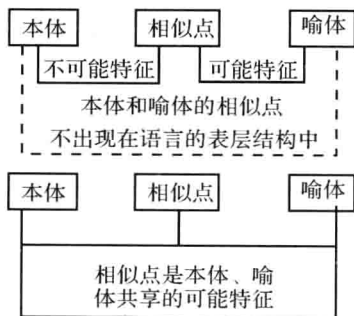 本体 相似点 喻体
不可能特征 可能特征
本体和喻体的相似点
不出现在语言的表层结构中
本体 相似点 喻体
相似点是本体、喻
体共享的可能特征